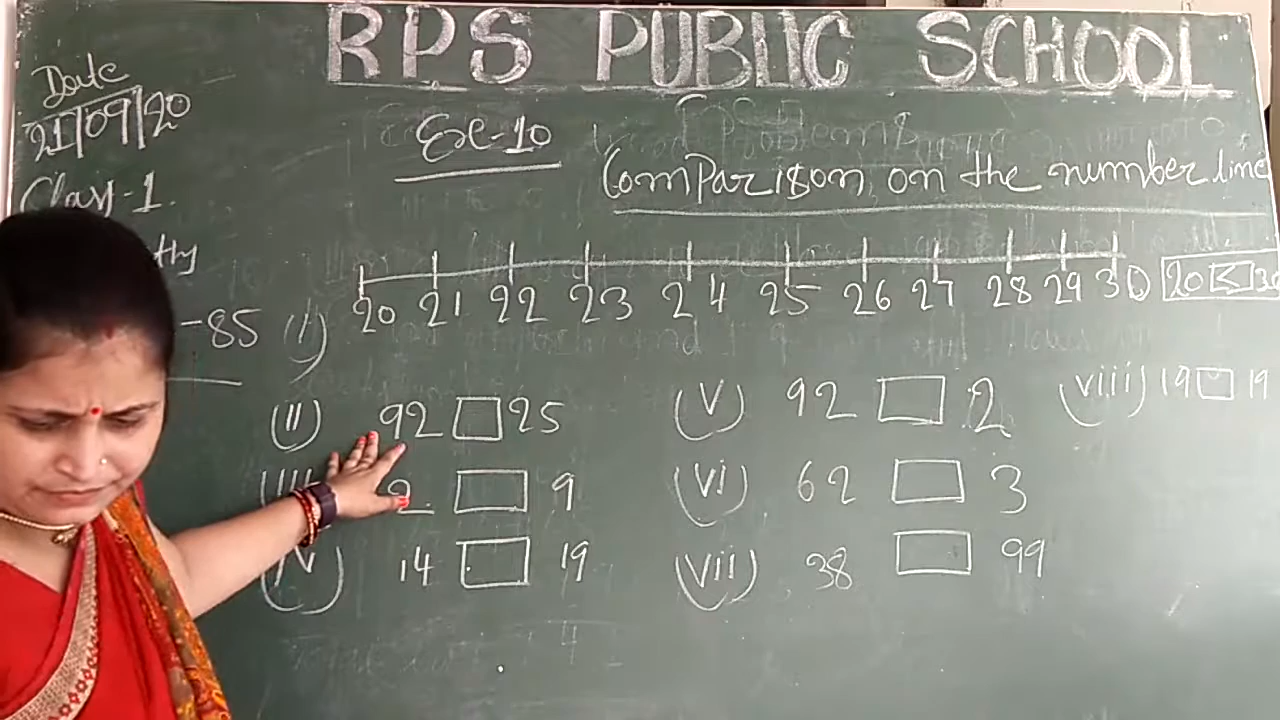 RPS PUBLIC SCHOOL
Date
21/09/20
Ex-10
Comparison on the number line
Class-1.
20 21 22 23 24 25 26 27 28 29 30 20 < 30
-85 (I)
(II) 92 □ 25
2 □ 9
(IV) 14 □ 19
(V) 92 □ 2
(VI) 62 □ 3
(VII) 38 □ 99
(viii) 19 □ 19